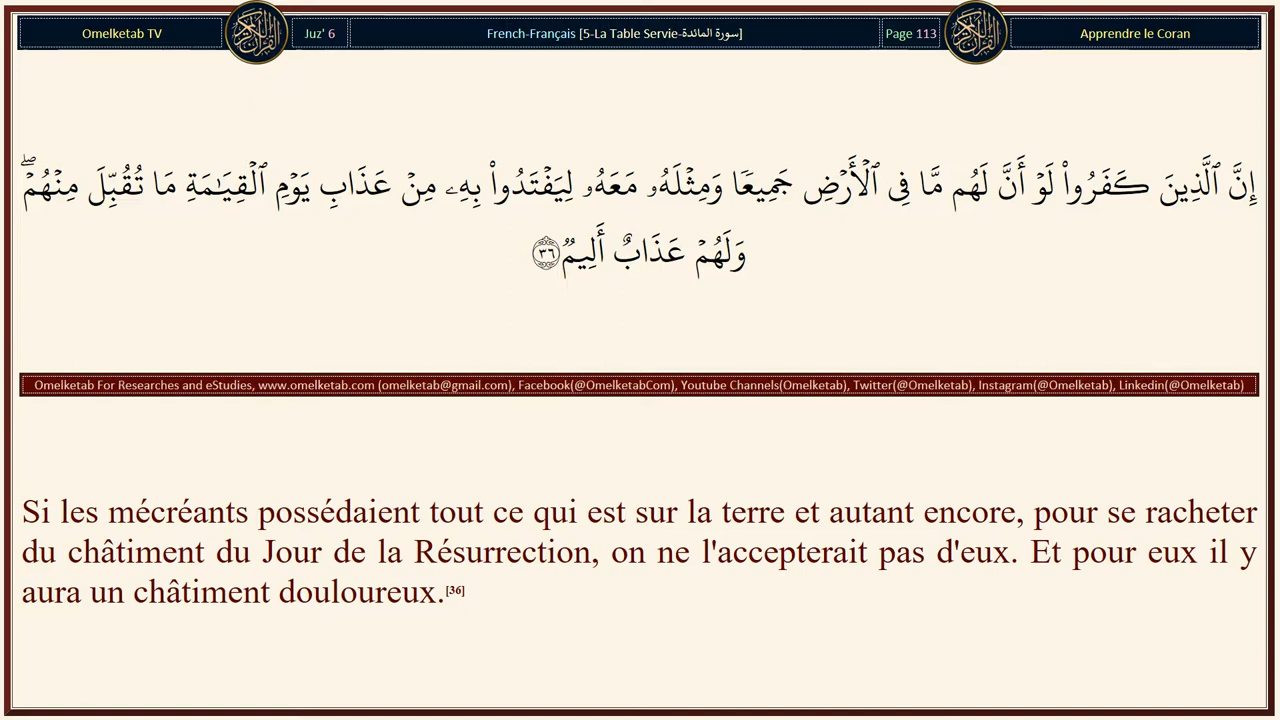 Omelketab TV
Juz' 6
French-Français [5-La Table Servie-سورة المائدة]
Page 113
Apprendre le Coran
إِنَّ ٱلَّذِينَ كَفَرُوا۟ لَوْ أَنَّ لَهُم مَّا فِى ٱلْأَرْضِ جَمِيعًا وَمِثْلَهُۥ مَعَهُۥ لِيَفْتَدُوا۟ بِهِۦ مِنْ عَذَابِ يَوْمِ ٱلْقِيَـٰمَةِ مَا تُقُبِّلَ مِنْهُمْ ۖ
وَلَهُمْ عَذَابٌ أَلِيمٌ ٣٦
Omelketab For Researches and eStudies, www.omelketab.com (omelketab@gmail.com), Facebook(@OmelketabCom), Youtube Channels(Omelketab), Twitter(@Omelketab), Instagram(@Omelketab), Linkedin(@Omelketab)
Si les mécréants possédaient tout ce qui est sur la terre et autant encore, pour se racheter
du châtiment du Jour de la Résurrection, on ne l'accepterait pas d'eux. Et pour eux il y
aura un châtiment douloureux.[36]